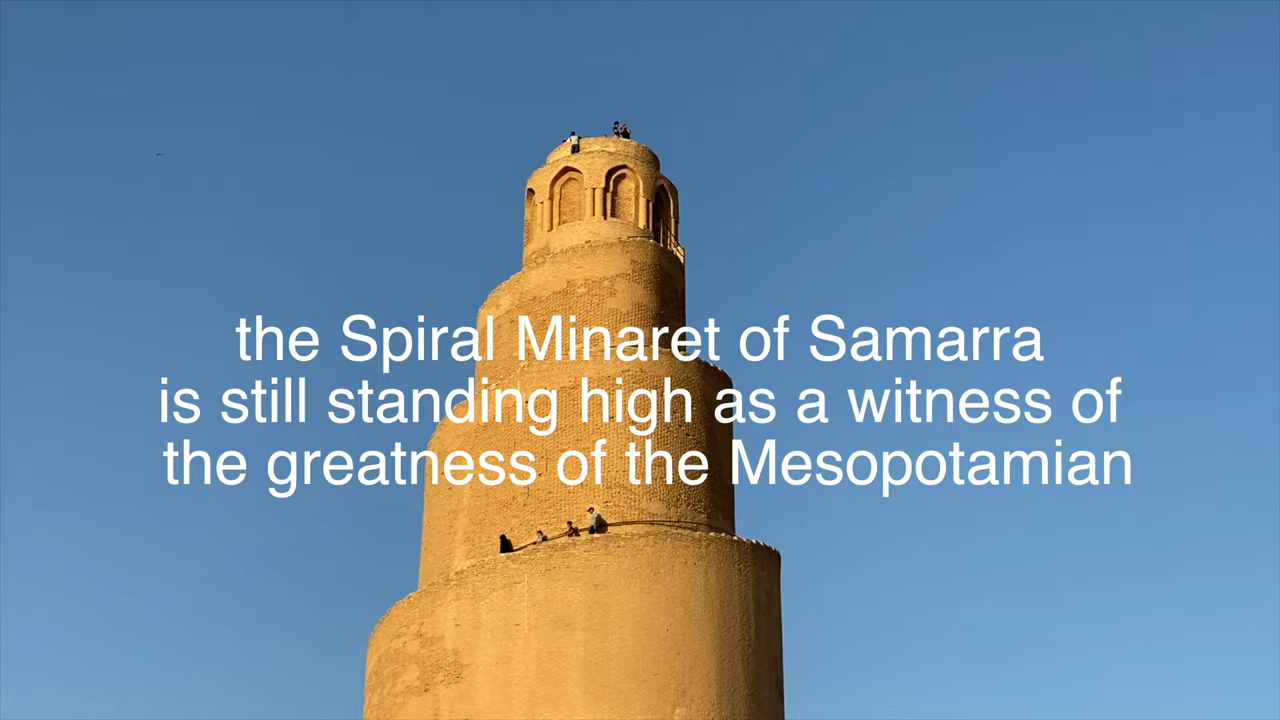 the Spiral Minaret of Samarra
is still standing high as a witness of
the greatness of the Mesopotamian